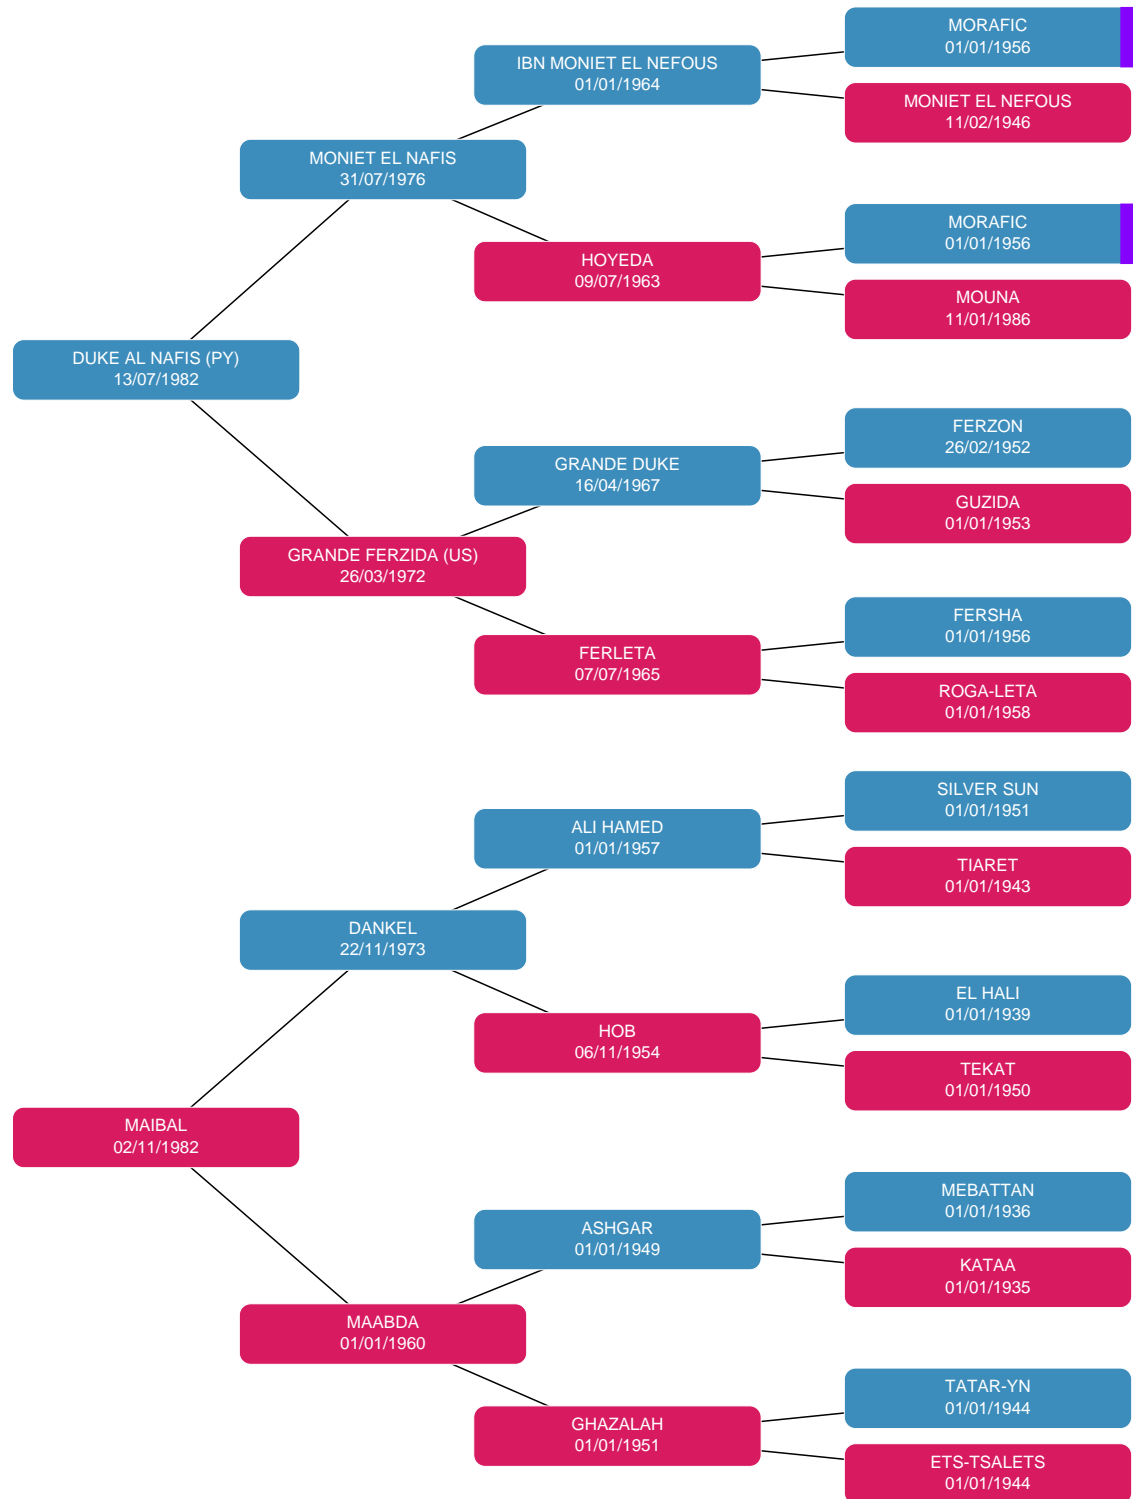 MORAFIC
01/01/1956
IBN MONIET EL NEFOUS
01/01/1964
MONIET EL NEFOUS
11/02/1946
MONIET EL NAFIS
31/07/1976
MORAFIC
01/01/1956
HOYEDA
09/07/1963
MOUNA
11/01/1986
DUKE AL NAFIS (PY)
13/07/1982
FERZON
26/02/1952
GRANDE DUKE
16/04/1967
GUZIDA
01/01/1953
GRANDE FERZIDA (US)
26/03/1972
FERSHA
01/01/1956
FERLETA
07/07/1965
ROGA-LETA
01/01/1958
SILVER SUN
01/01/1951
ALI HAMED
01/01/1957
TIARET
01/01/1943
DANKEL
22/11/1973
EL HALI
01/01/1939
HOB
06/11/1954
TEKAT
01/01/1950
MAIBAL
02/11/1982
MEBATTAN
01/01/1936
ASHGAR
01/01/1949
KATAA
01/01/1935
MAABDA
01/01/1960
TATAR-YN
01/01/1944
GHAZALAH
01/01/1951
ETS-TSALETS
01/01/1944